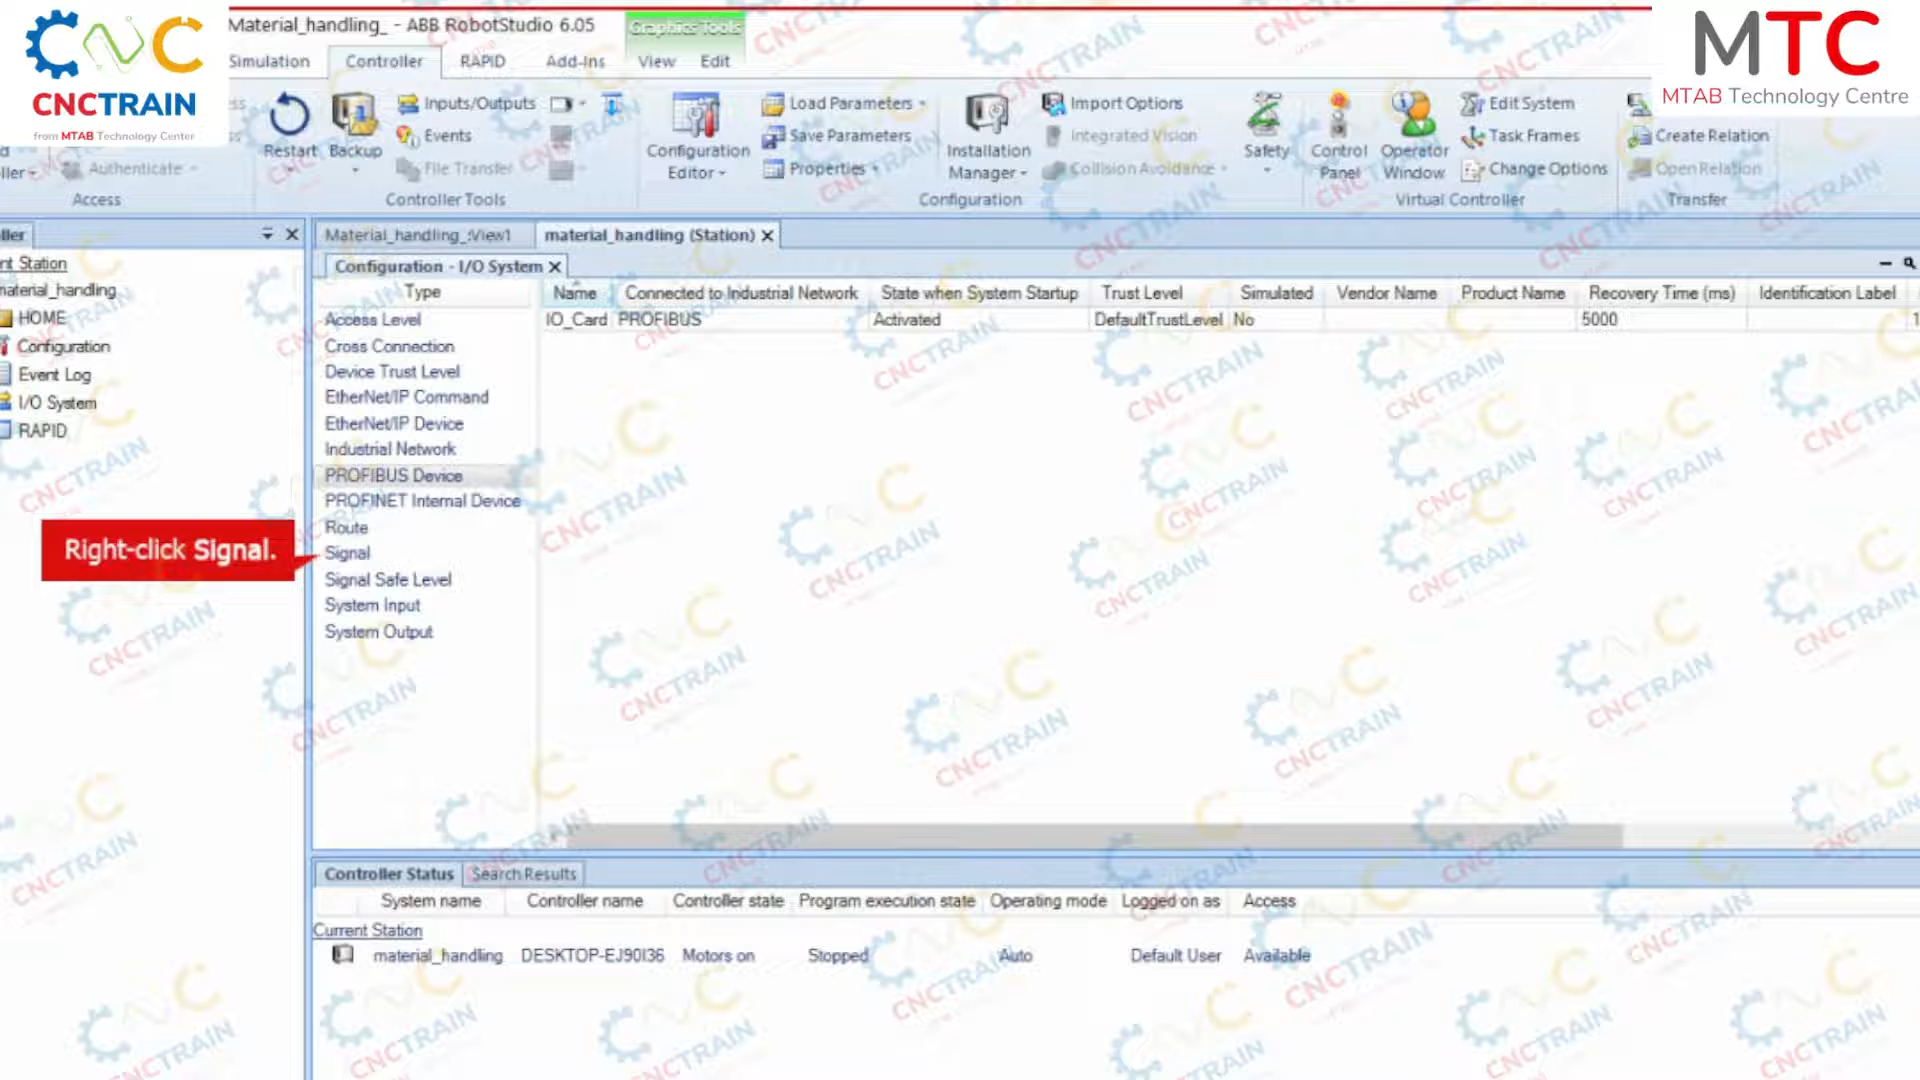 Material_handling_ - ABB RobotStudio 6.05
Graphics Tools
Simulation
Controller
RAPID
Add-Ins
View
Edit
CNCTRAIN
from MTAB Technology Center
MTC
MTAB Technology Centre
Authenticate
Access
Restart
Backup
Inputs/Outputs
Events
File Transfer
Controller Tools
Configuration
Editor
Load Parameters
Save Parameters
Properties
Installation
Manager
Import Options
Integrated Vision
Collision Avoidance
Configuration
Safety
Control
Panel
Operator
Window
Edit System
Task Frames
Change Options
Virtual Controller
Create Relation
Open Relation
Transfer
Material_handling_:View1
material_handling (Station)
nt Station
material_handling
HOME
Configuration
Event Log
I/O System
RAPID
Configuration - I/O System
Type
Access Level
Cross Connection
Device Trust Level
EtherNet/IP Command
EtherNet/IP Device
Industrial Network
PROFIBUS Device
PROFINET Internal Device
Route
Signal
Signal Safe Level
System Input
System Output
Right-click Signal.
Name Connected to Industrial Network State when System Startup Trust Level Simulated Vendor Name Product Name Recovery Time (ms) Identification Label
IO_Card PROFIBUS Activated DefaultTrustLevel No 5000 1
Controller Status Search Results
System name Controller name Controller state Program execution state Operating mode Logged on as Access
Current Station
material_handling DESKTOP-EJ90I36 Motors on Stopped Auto Default User Available